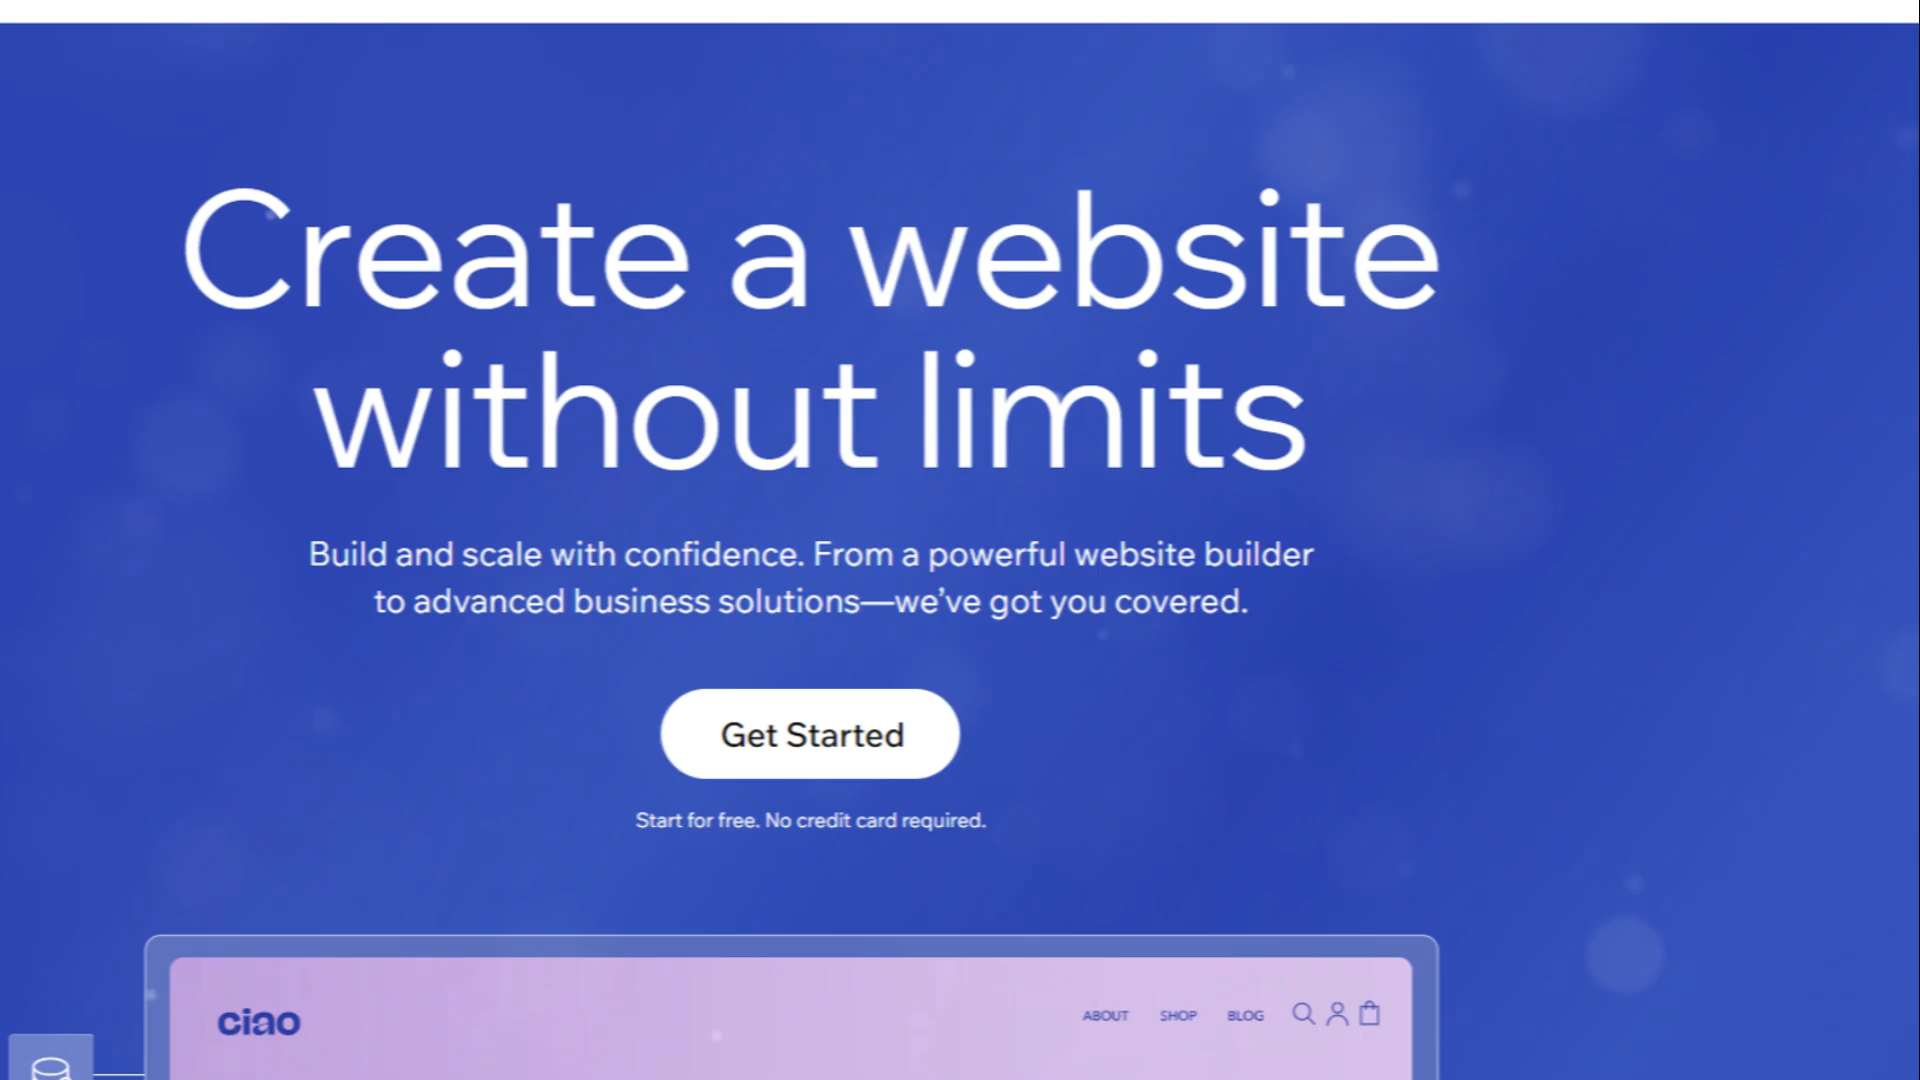 Create a website
without limits
Build and scale with confidence. From a powerful website builder
to advanced business solutions—we’ve got you covered.
Get Started
Start for free. No credit card required.
ciao
ABOUT SHOP BLOG